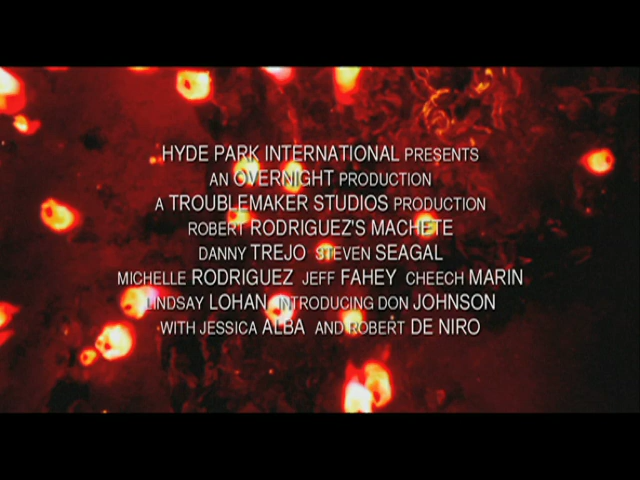 HYDE PARK INTERNATIONAL PRESENTS
AN OVERNIGHT PRODUCTION
A TROUBLEMAKER STUDIOS PRODUCTION
ROBERT RODRIGUEZ'S MACHETE
DANNY TREJO STEVEN SEAGAL
MICHELLE RODRIGUEZ JEFF FAHEY CHEECH MARIN
LINDSAY LOHAN INTRODUCING DON JOHNSON
WITH JESSICA ALBA AND ROBERT DE NIRO